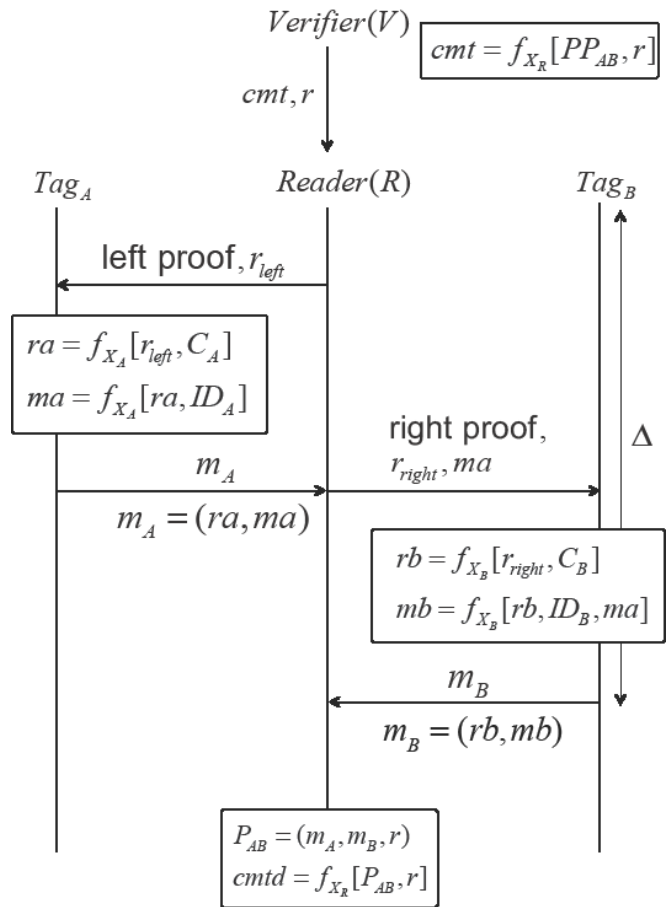 Verifier(V)
cmt = f_{X_R}[PP_{AB}, r]
cmt, r
Tag_A
Reader(R)
Tag_B
left proof, r_{left}
ra = f_{X_A}[r_{left}, C_A]
ma = f_{X_A}[ra, ID_A]
right proof,
r_{right}, ma
Δ
m_A
m_A = (ra, ma)
rb = f_{X_B}[r_{right}, C_B]
mb = f_{X_B}[rb, ID_B, ma]
m_B
m_B = (rb, mb)
P_{AB} = (m_A, m_B, r)
cmtd = f_{X_R}[P_{AB}, r]